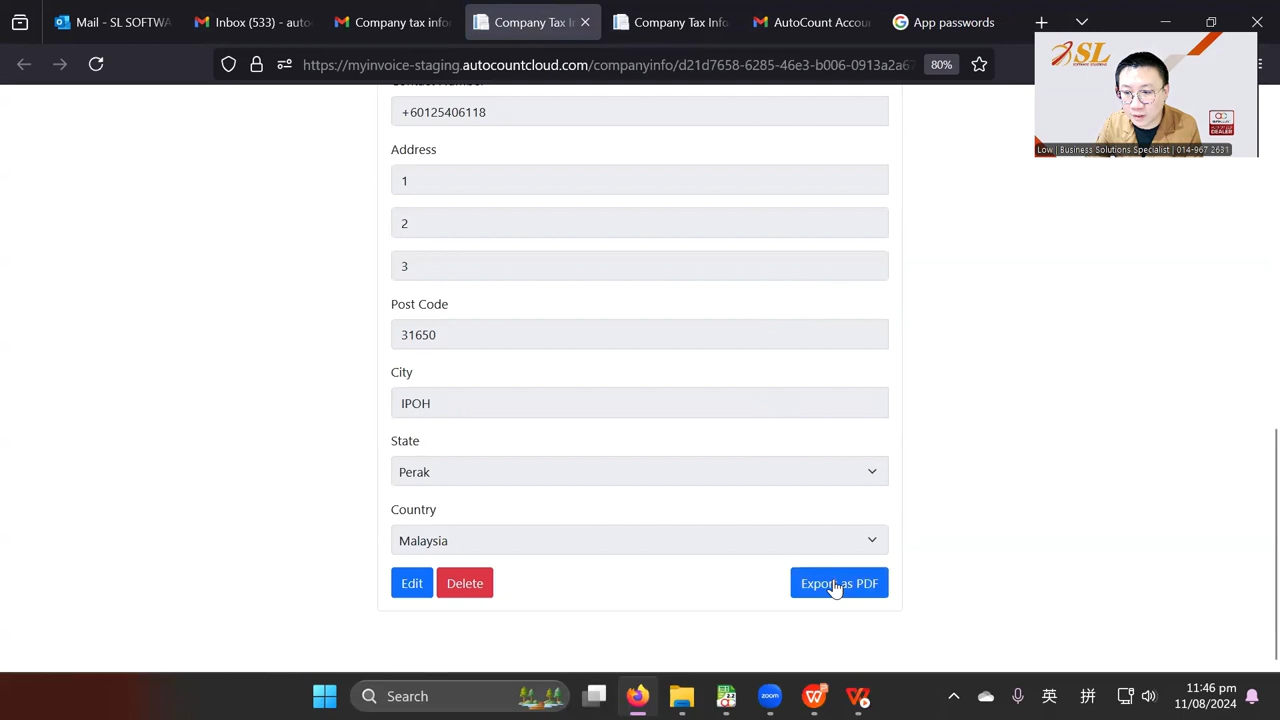 Mail - SL SOFTWA
Inbox (533) - auto
Company tax info
Company Tax In
Company Tax Info
AutoCount Accou
App passwords
https://myinvoice-staging.autocountcloud.com/companyinfo/d21d7658-6285-46e3-b006-0913a2a67
80%
SL
Low | Business Solutions Specialist | 014-967 2631
+60125406118
Address
1
2
3
Post Code
31650
City
IPOH
State
Perak
Country
Malaysia
Edit
Delete
Export as PDF
Search
英
拼
11:46 pm
11/08/2024